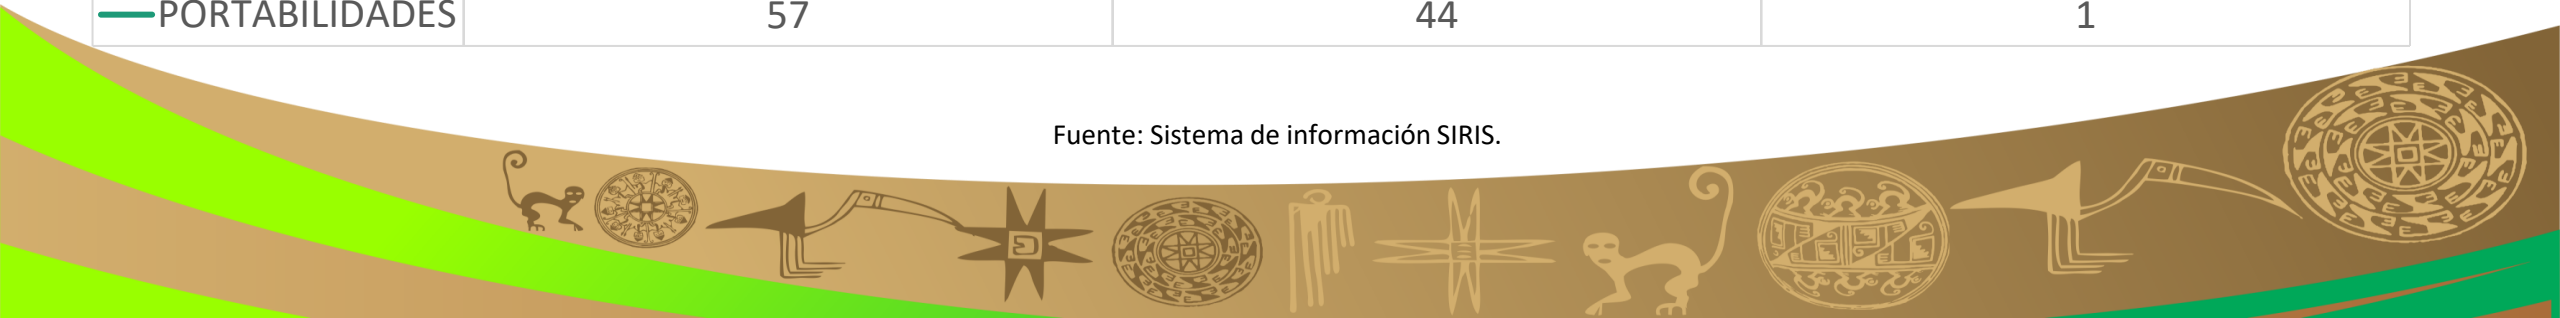 PORTABILIDADES 57 44 1
Fuente: Sistema de información SIRIS.